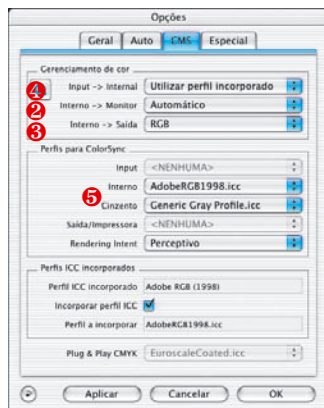 Opções
Geral Auto CMS Especial
Gerenciamento de cor
4 Input -> Internal Utilizar perfil incorporado
2 Interno -> Monitor Automático
3 Interno -> Saída RGB
Perfis para ColorSync
Input <NENHUMA>
Interno AdobeRGB1998.icc
5 Cinzento Generic Gray Profile.icc
Saída/Impressora <NENHUMA>
Rendering Intent Perceptivo
Perfis ICC incorporados
Perfil ICC incorporado Adobe RGB (1998)
Incorporar perfil ICC
Perfil a incorporar AdobeRGB1998.icc
Plug & Play CMYK EuroscaleCoated.icc
Aplicar Cancelar OK